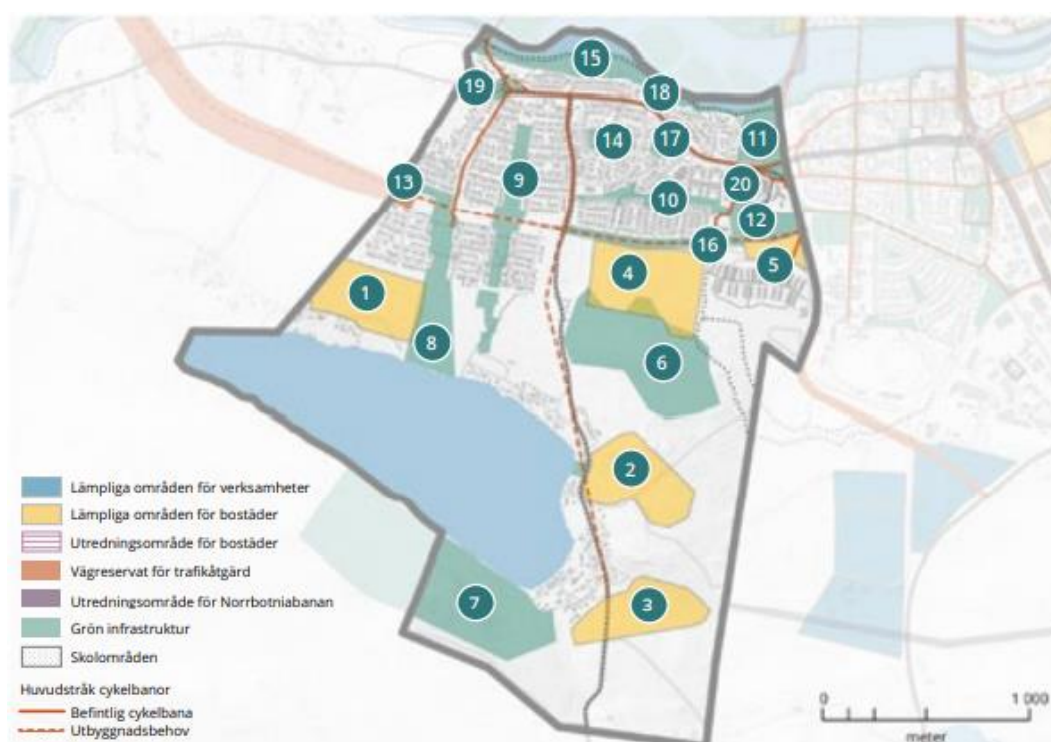 15
19
18
11
14
17
13
9
20
10
12
16
4
5
1
8
6
2
7
3
Lämpliga områden för verksamheter
Lämpliga områden för bostäder
Utredningsområde för bostäder
Vägreservat för trafikåtgärd
Utredningsområde för Norrbotniabanan
Grön infrastruktur
Skolområden
Huvudstråk cykelbanor
Befintlig cykelbana
Utbyggnadsbehov
0 1 000
meter